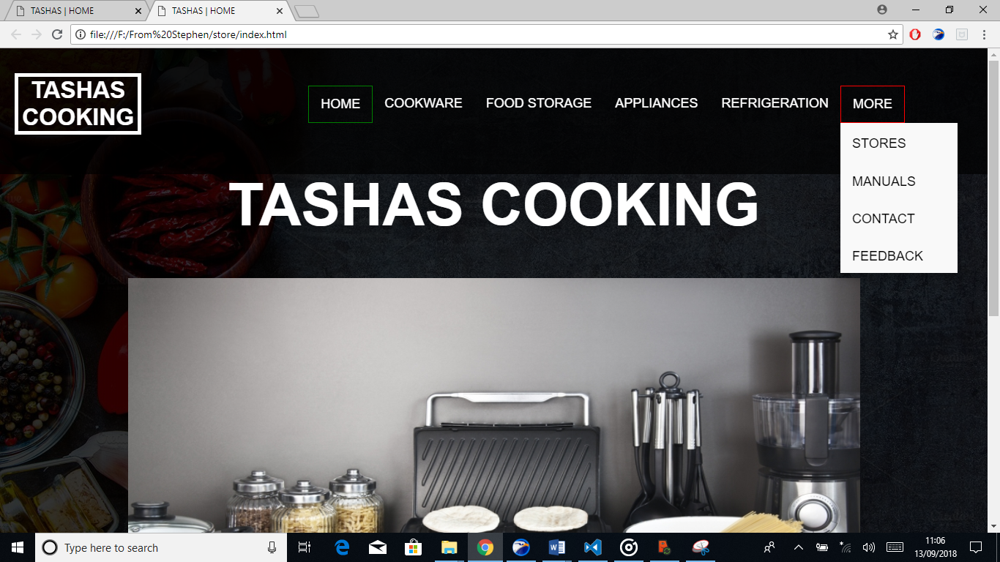 TASHAS | HOME
TASHAS | HOME
file:///F:/From%20Stephen/store/index.html
TASHAS
COOKING
HOME COOKWARE FOOD STORAGE APPLIANCES REFRIGERATION MORE
STORES
MANUALS
CONTACT
FEEDBACK
TASHAS COOKING
Type here to search
11:06
13/09/2018